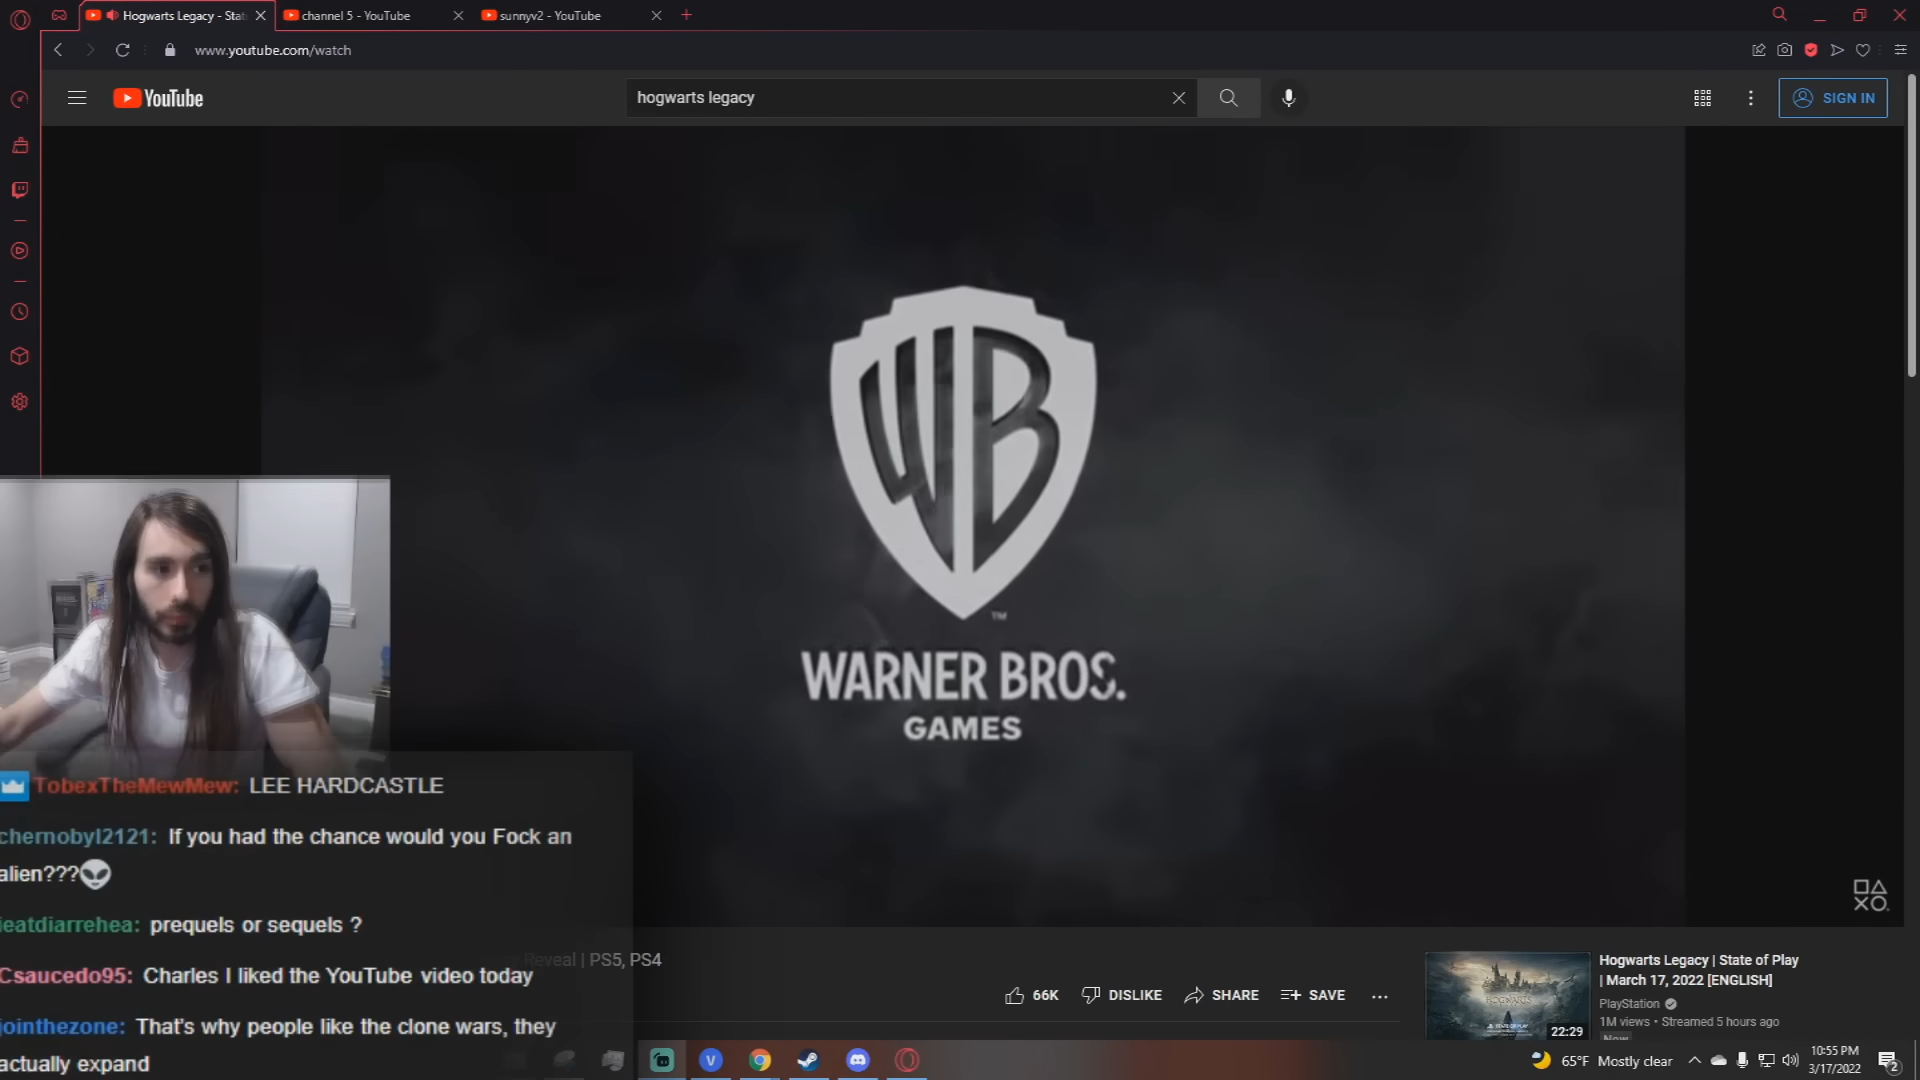 Hogwarts Legacy - Stat
channel 5 - YouTube
sunnyv2 - YouTube
www.youtube.com/watch
YouTube
hogwarts legacy
SIGN IN
WB
TM
WARNER BROS.
GAMES
TobexTheMewMew: LEE HARDCASTLE
chernobyl2121: If you had the chance would you Fock an
alien???👽
ieatdiarrehea: prequels or sequels ?
Csaucedo95: Charles I liked the YouTube video today
jointhezone: That's why people like the clone wars, they
actually expand
Reveal | PS5, PS4
66K
DISLIKE
SHARE
SAVE
Hogwarts Legacy | State of Play
| March 17, 2022 [ENGLISH]
PlayStation
1M views • Streamed 5 hours ago
New
22:29
65°F Mostly clear
10:55 PM
3/17/2022
2